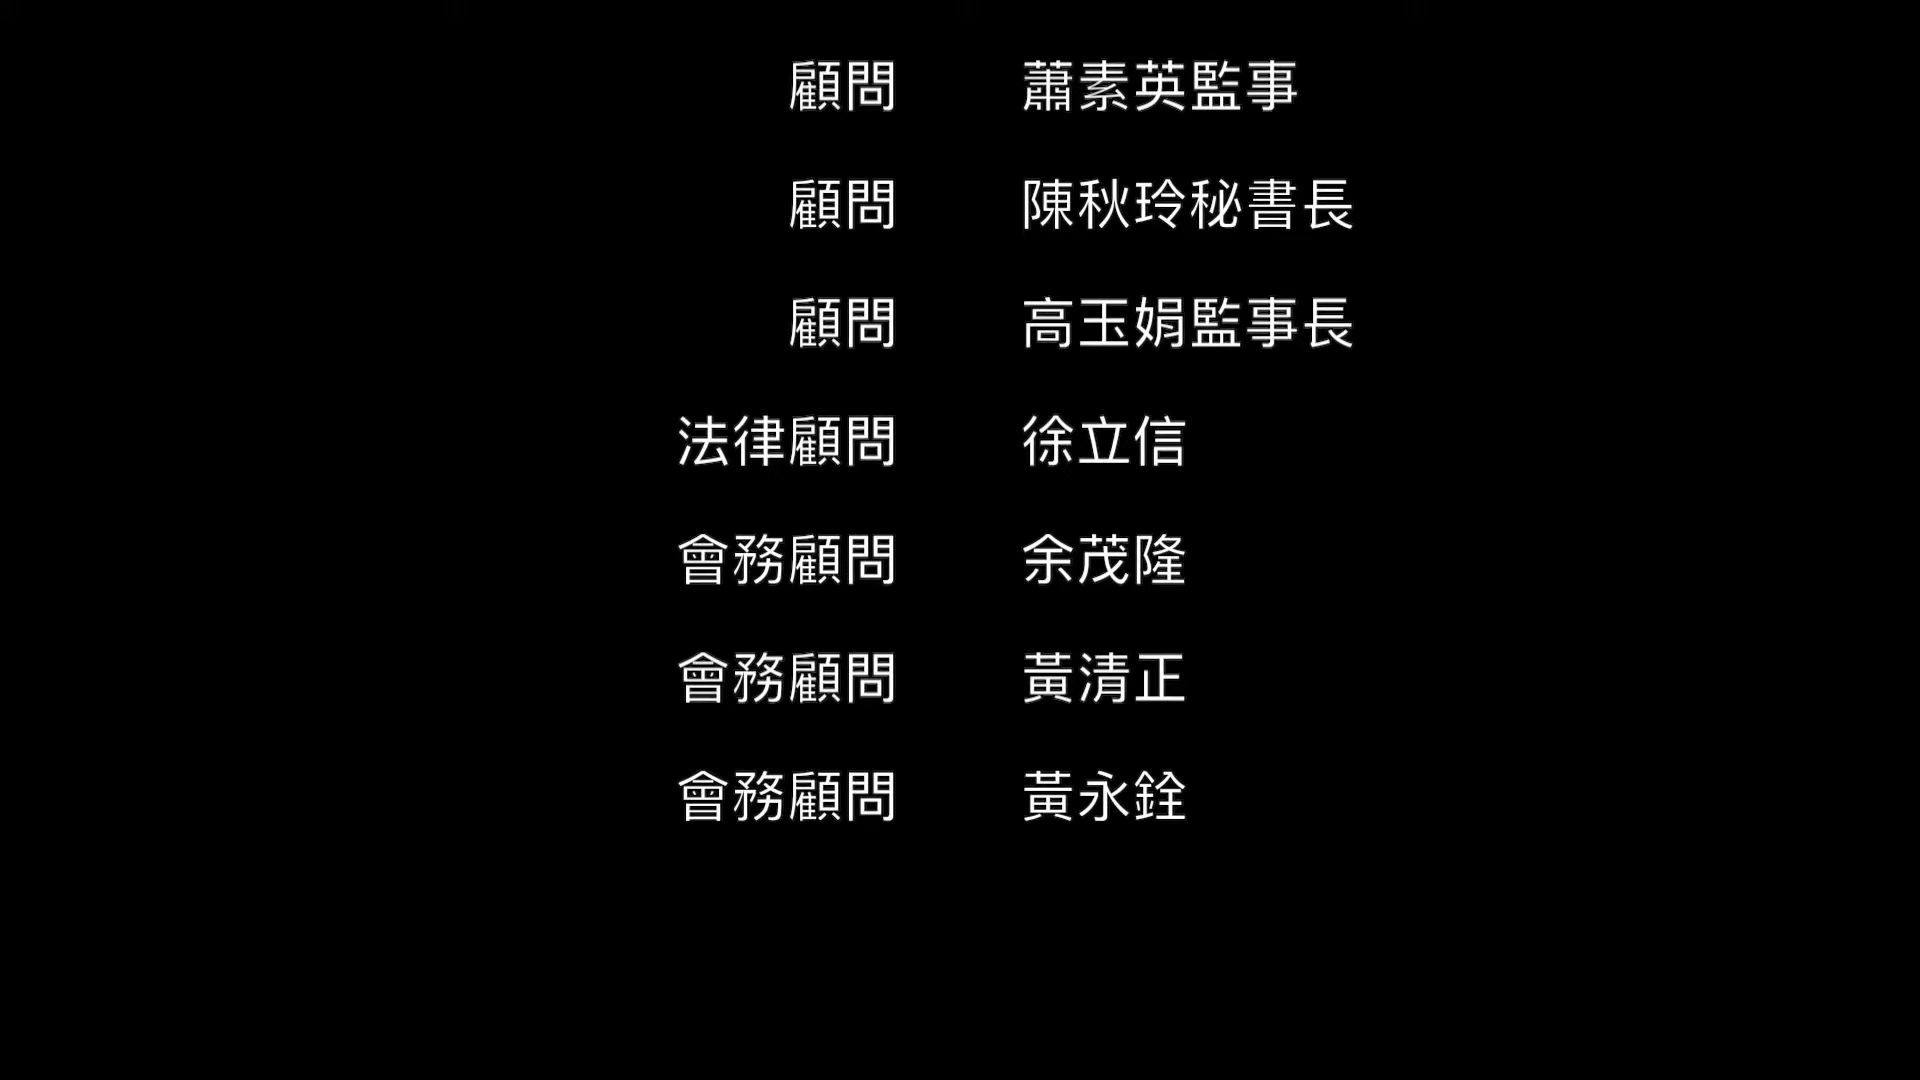 顧問 蕭素英監事
顧問 陳秋玲秘書長
顧問 高玉娟監事長
法律顧問 徐立信
會務顧問 余茂隆
會務顧問 黃清正
會務顧問 黃永銓